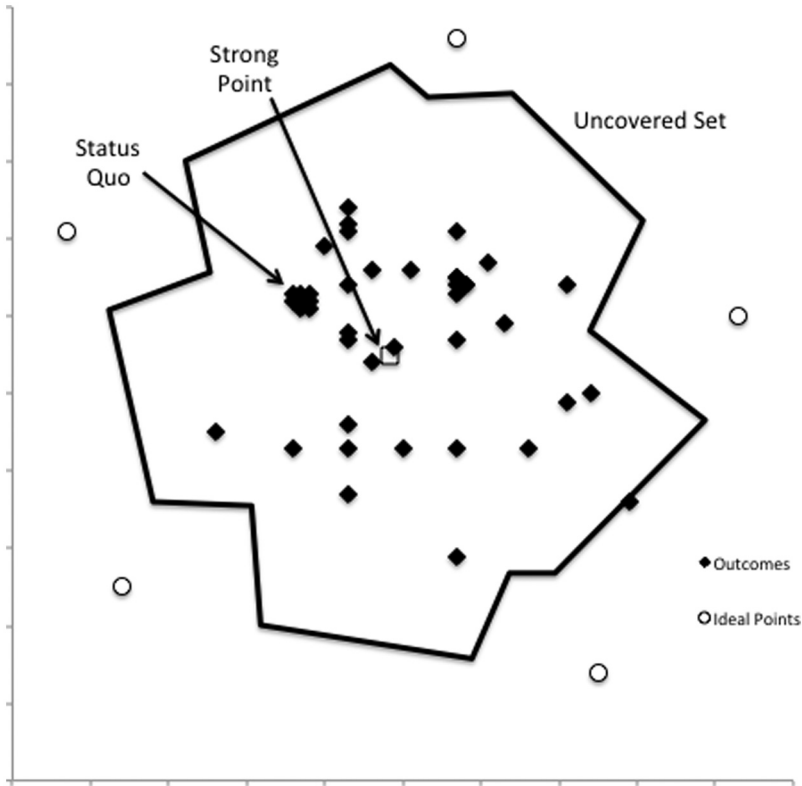 Strong
Point
Uncovered Set
Status
Quo
Outcomes
Ideal Points